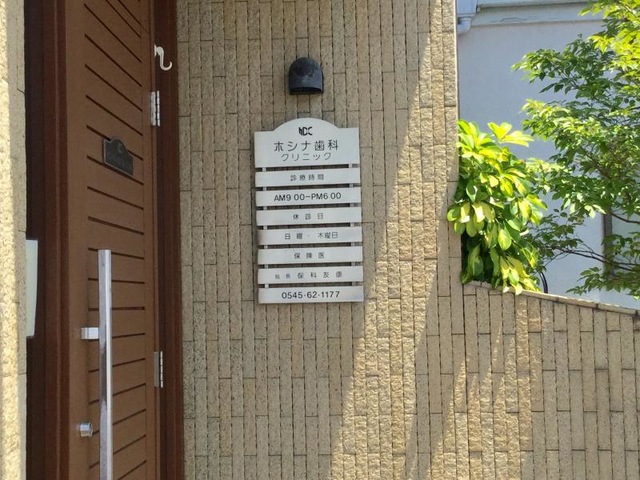 ホシナ歯科
クリニック
診療時間
AM9:00-PM6:00
休診日
日曜・木曜日
保険医
院長 保科友康
0545-62-1177